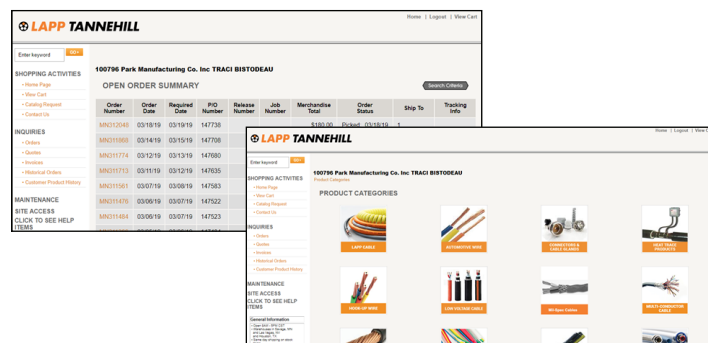 Home | Logout | View Cart
LAPP TANNEHILL
Enter keyword GO
SHOPPING ACTIVITIES
• Home Page
• View Cart
• Catalog Request
• Contact Us
INQUIRIES
• Orders
• Quotes
• Invoices
• Historical Orders
• Customer Product History
MAINTENANCE
SITE ACCESS
CLICK TO SEE HELP
ITEMS
100796 Park Manufacturing Co. Inc TRACI BISTODEAU
OPEN ORDER SUMMARY
Search Criteria
Order Number Order Date Required Date P/O Number Release Number Job Number Merchandise Total Order Status Ship To Tracking Info
MN312048 03/18/19 03/19/19 147738 $180.00 Picked 03/18/19 1
MN310869 03/14/19 03/15/19 147708
MN311774 03/12/19 03/13/19 147680
MN311713 03/11/19 03/12/19 147635
MN311561 03/07/19 03/08/19 147583
MN311476 03/06/19 03/07/19 147522
MN311484 03/06/19 03/07/19 147523
Home | Logout | View
LAPP TANNEHILL
Enter keyword
SHOPPING ACTIVITIES
• Home Page
• View Cart
• Catalog Request
• Contact Us
INQUIRIES
• Orders
• Quotes
• Invoices
• Historical Orders
• Customer Product History
MAINTENANCE
SITE ACCESS
CLICK TO SEE HELP
ITEMS
General Information
100796 Park Manufacturing Co. Inc TRACI BISTODEAU
Product Categories
PRODUCT CATEGORIES
LAPP CABLE
AUTOMOTIVE WIRE
CONNECTORS &
CABLE GLANDS
HEAT TRACE
PRODUCTS
HOOK-UP WIRE
LOW VOLTAGE CABLE
Mil-Spec Cables
MULTI-CONDUCTOR
CABLE